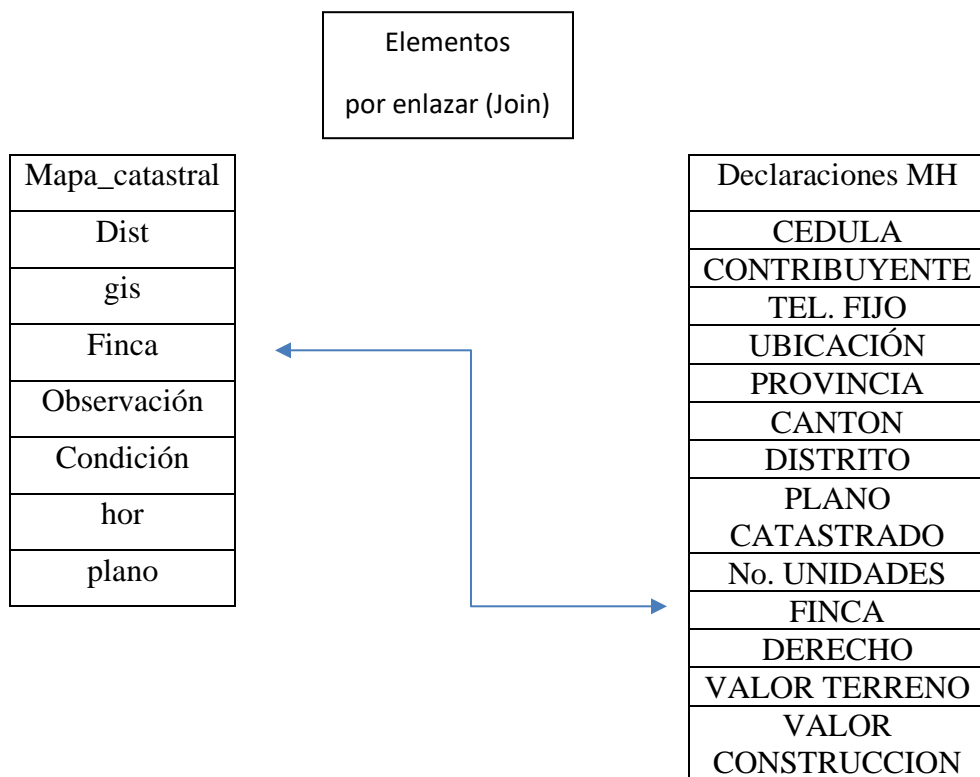 Elementos
por enlazar (Join)
Mapa_catastral
Dist
gis
Finca
Observación
Condición
hor
plano
Declaraciones MH
CEDULA
CONTRIBUYENTE
TEL. FIJO
UBICACIÓN
PROVINCIA
CANTON
DISTRITO
PLANO
CATASTRADO
No. UNIDADES
FINCA
DERECHO
VALOR TERRENO
VALOR
CONSTRUCCION